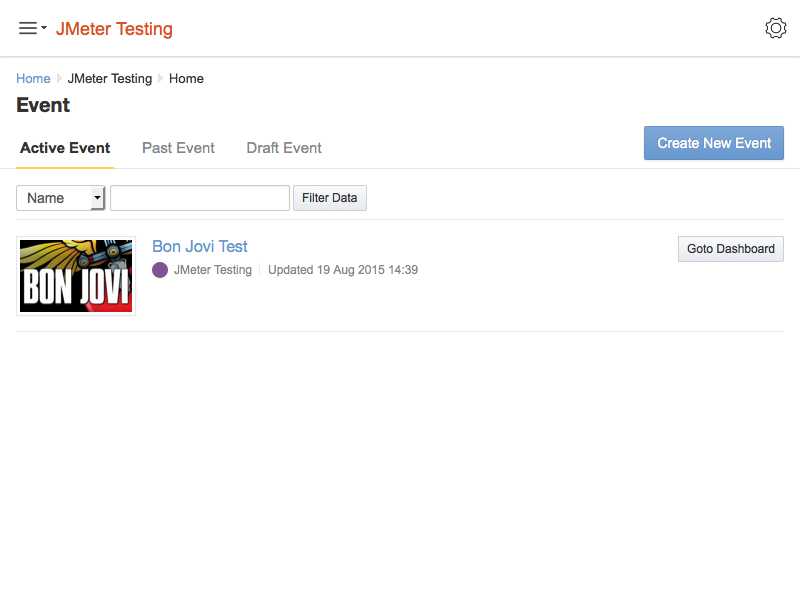 JMeter Testing
Home JMeter Testing Home
Event
Active Event Past Event Draft Event Create New Event
Name Filter Data
Bon Jovi Test Goto Dashboard
JMeter Testing Updated 19 Aug 2015 14:39
BON JOVI